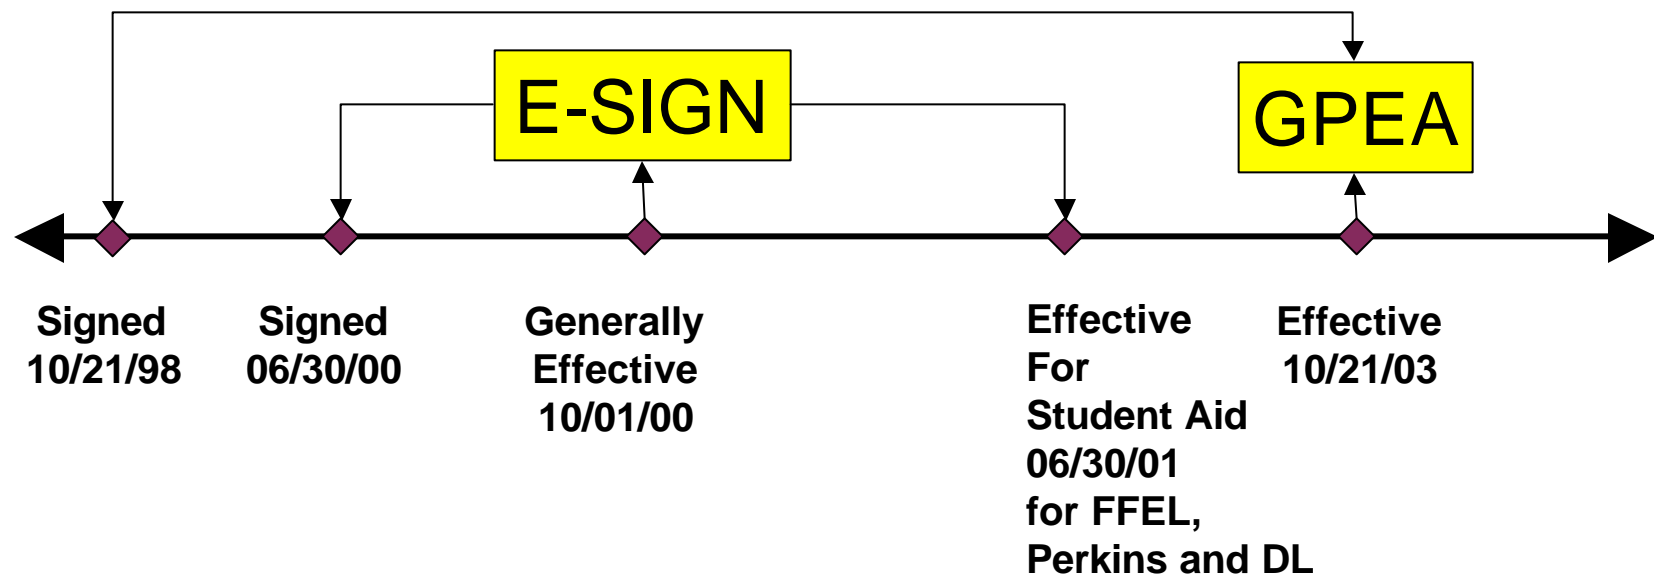 E-SIGN
GPEA
Signed
10/21/98
Signed
06/30/00
Generally
Effective
10/01/00
Effective
For
Student Aid
06/30/01
for FFEL,
Perkins and DL
Effective
10/21/03